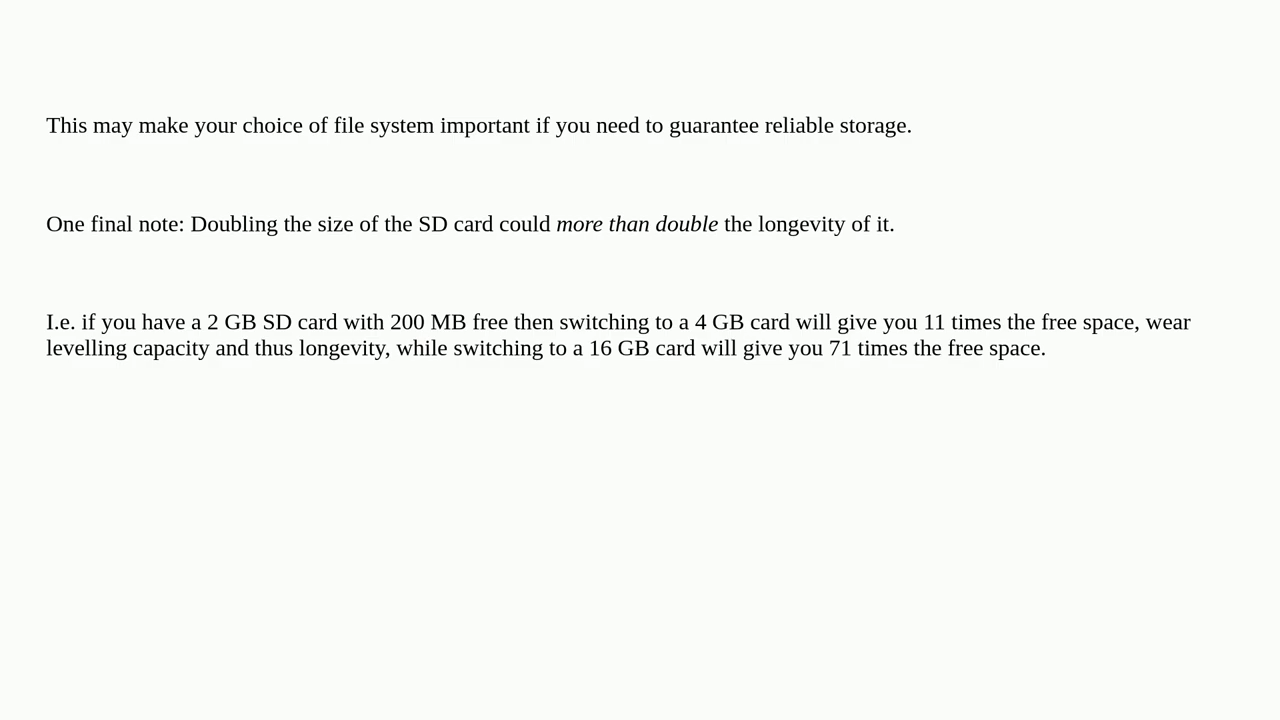 This may make your choice of file system important if you need to guarantee reliable storage.
One final note: Doubling the size of the SD card could more than double the longevity of it.
I.e. if you have a 2 GB SD card with 200 MB free then switching to a 4 GB card will give you 11 times the free space, wear
levelling capacity and thus longevity, while switching to a 16 GB card will give you 71 times the free space.